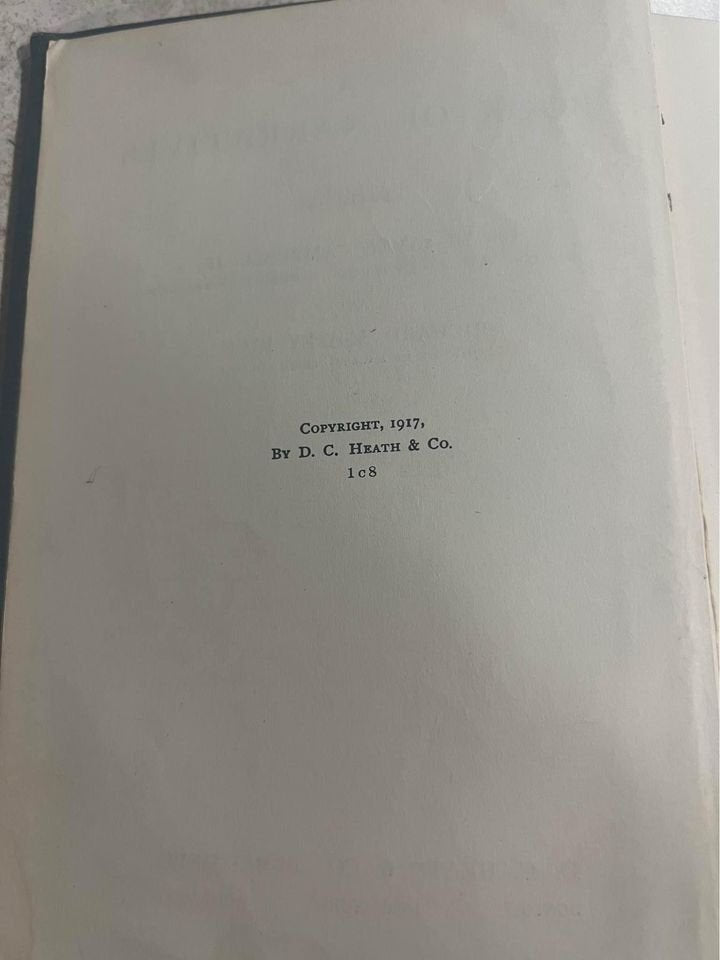 Copyright, 1917,
By D. C. Heath & Co.
1c8